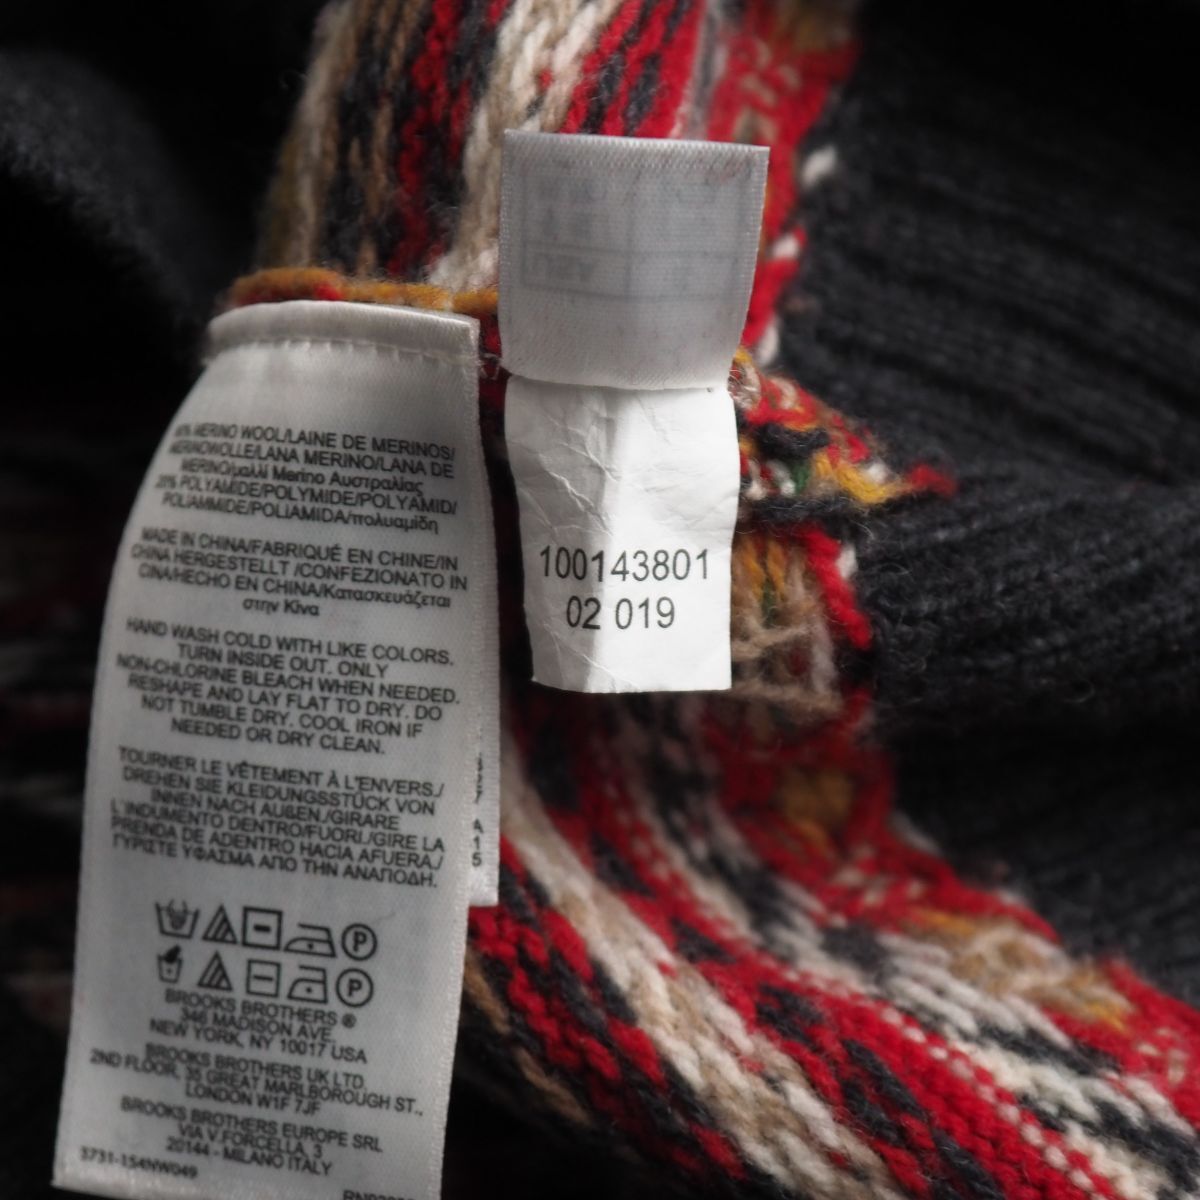 MERINO WOOL/LAINE DE MERINOS/
MERINOWOLLE/LANA MERINO/LANA DE
MERINO/μαλλί Merino Αυστραλίας
20% POLYAMIDE/POLYMIDE/POLYAMID/
POLIAMMIDE/POLIAMIDA/πολυαμίδη
MADE IN CHINA/FABRIQUÉ EN CHINE/IN
CHINA HERGESTELLT /CONFEZIONATO IN
CINA/HECHO EN CHINA/Κατασκευάζεται
στην Κίνα
HAND WASH COLD WITH LIKE COLORS.
TURN INSIDE OUT. ONLY
NON-CHLORINE BLEACH WHEN NEEDED.
RESHAPE AND LAY FLAT TO DRY. DO
NOT TUMBLE DRY. COOL IRON IF
NEEDED OR DRY CLEAN.
TOURNER LE VÊTEMENT À L'ENVERS./
DREHEN SIE KLEIDUNGSSTÜCK VON
INNEN NACH AUßEN/GIRARE
L'INDUMENTO DENTRO/FUORI./GIRE LA
PRENDA DE ADENTRO HACIA AFUERA./
ΓΥΡΙΣΤΕ ΥΦΑΣΜΑ ΑΠΟ ΤΗΝ ΑΝΑΠΟΔΗ.
P
P
BROOKS BROTHERS ®
346 MADISON AVE.
NEW YORK, NY 10017 USA
BROOKS BROTHERS UK LTD.
2ND FLOOR, 35 GREAT MARLBOROUGH ST.,
LONDON W1F 7JF
BROOKS BROTHERS EUROPE SRL
VIA V.FORCELLA, 3
20144 - MILANO ITALY
3731-154NW049
A
15
100143801
02 019